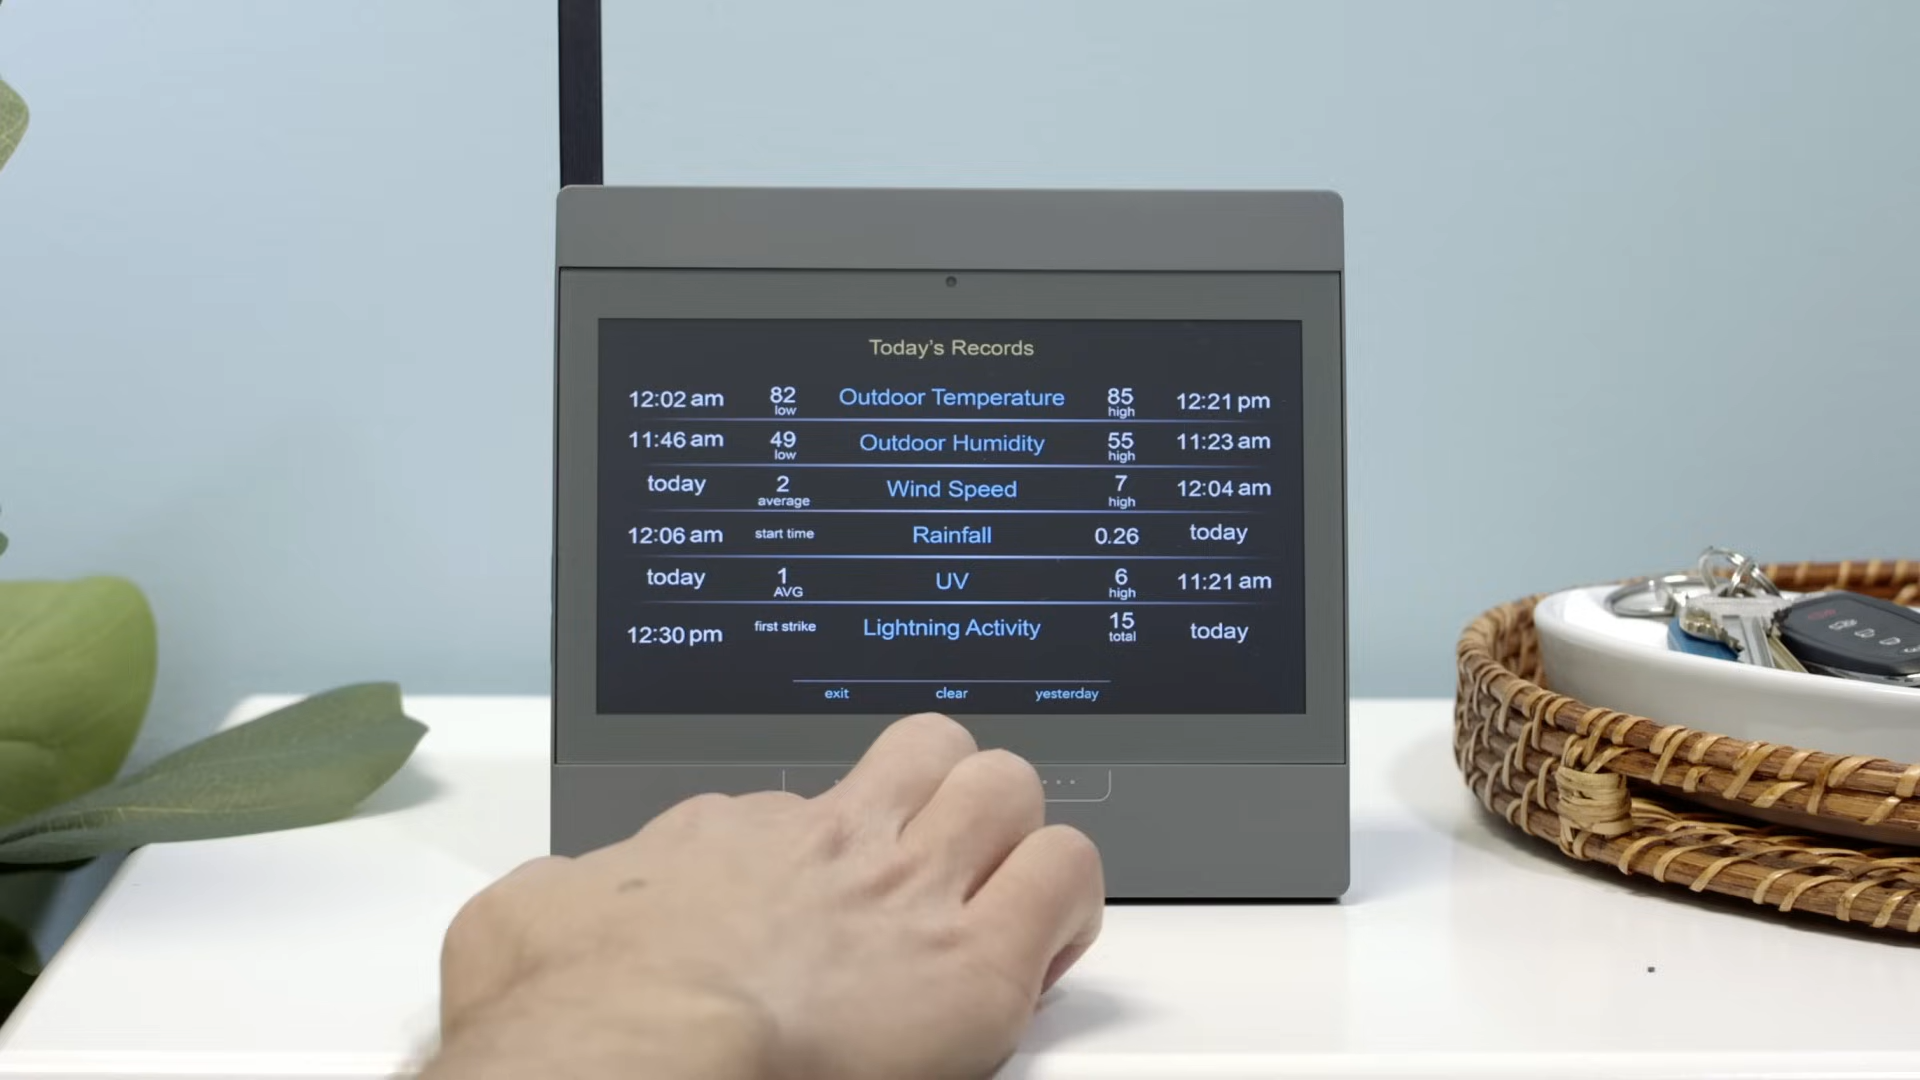 Today's Records
12:02 am 82 low Outdoor Temperature 85 high 12:21 pm
11:46 am 49 low Outdoor Humidity 55 high 11:23 am
today 2 average Wind Speed 7 high 12:04 am
12:06 am start time Rainfall 0.26 today
today 1 AVG UV 6 high 11:21 am
12:30 pm first strike Lightning Activity 15 total today
exit clear yesterday